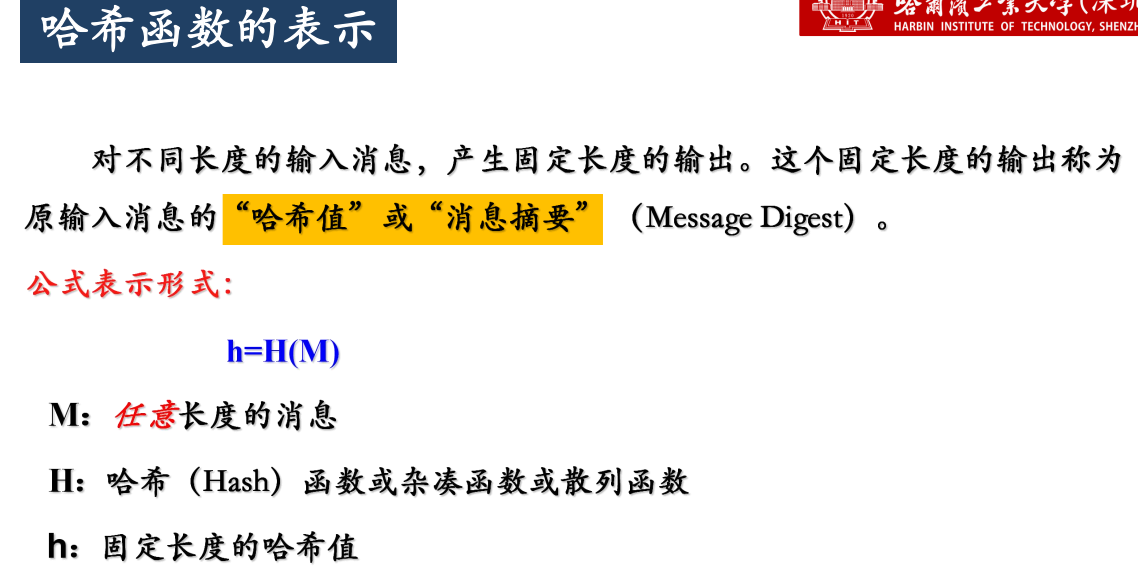 哈希函数的表示
HARBIN INSTITUTE OF TECHNOLOGY, SHENZH
HIT
对不同长度的输入消息，产生固定长度的输出。这个固定长度的输出称为
原输入消息的“哈希值”或“消息摘要”（Message Digest）。
公式表示形式：
h=H(M)
M：任意长度的消息
H：哈希（Hash）函数或杂凑函数或散列函数
h：固定长度的哈希值